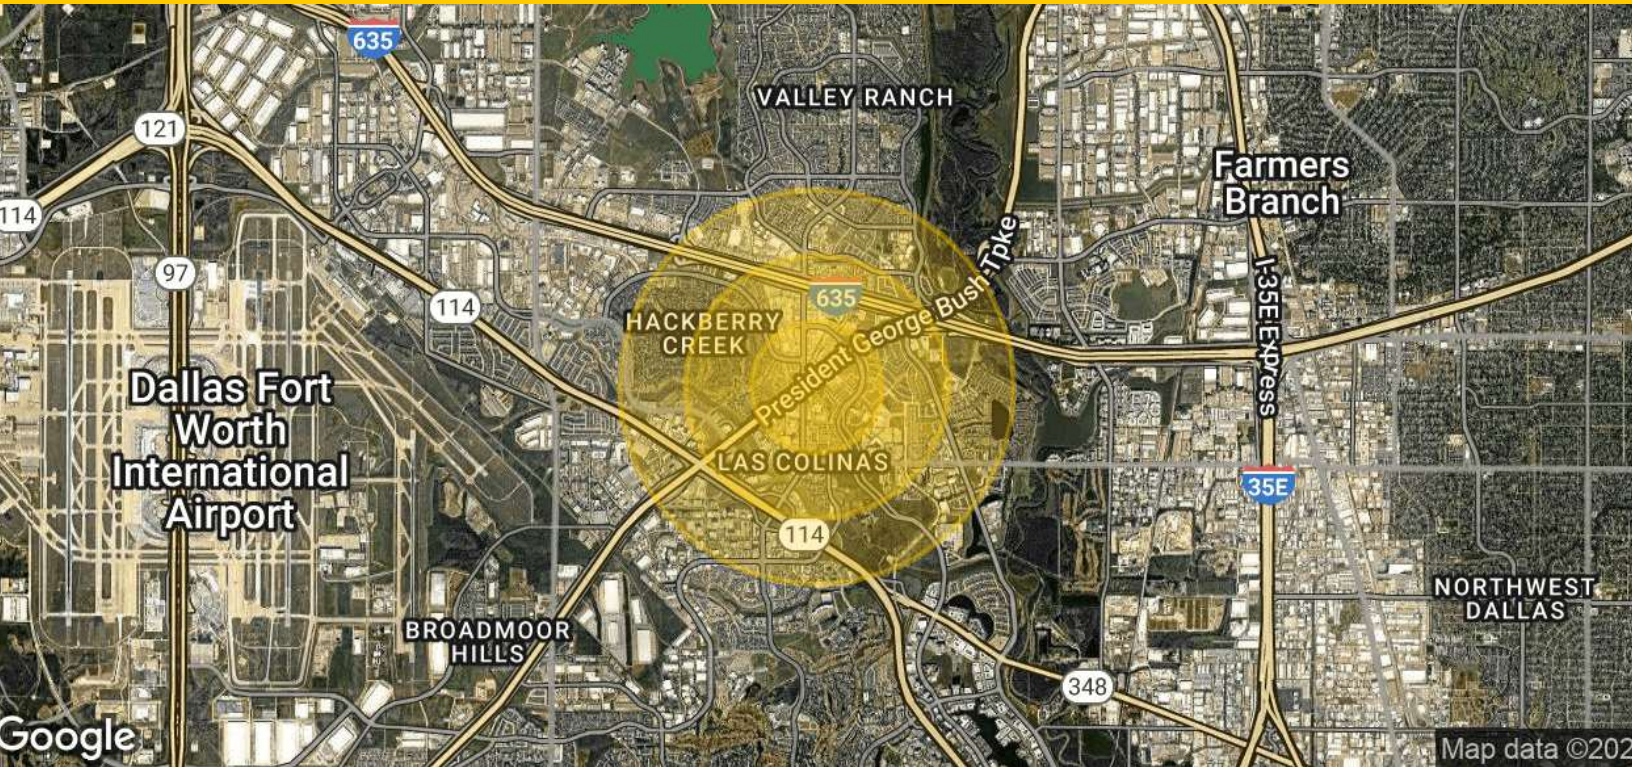 635
VALLEY RANCH
121
Farmers
Branch
114
97
114
635
President George Bush Tpke
HACKBERRY
CREEK
I-35E Express
Dallas Fort
Worth
International
Airport
LAS COLINAS
35E
114
NORTHWEST
DALLAS
BROADMOOR
HILLS
348
Google
Map data ©202